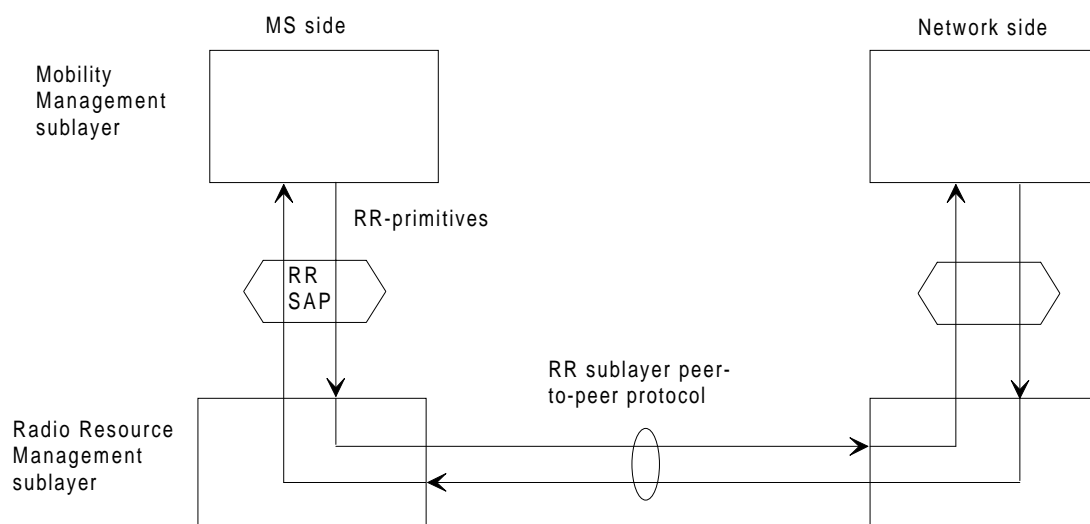 MS side
Network side
Mobility
Management
sublayer
RR-primitives
RR
SAP
RR sublayer peer-
to-peer protocol
Radio Resource
Management
sublayer